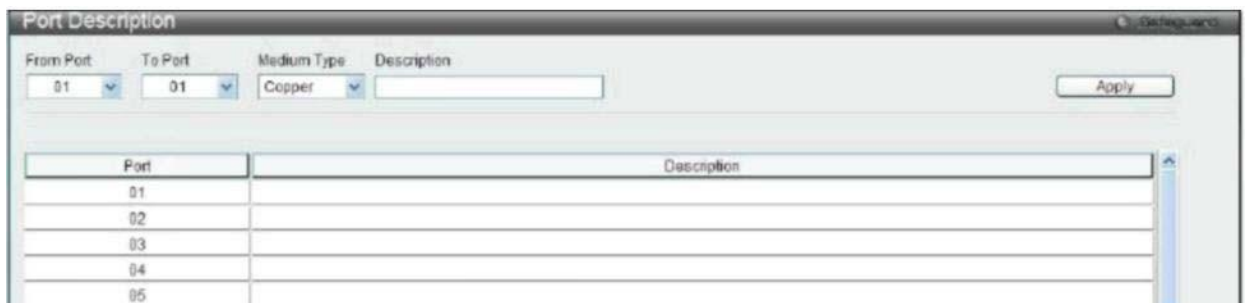 Port Description
Safeguard
From Port To Port Medium Type Description
01 01 Copper Apply
Port Description
01
02
03
04
05